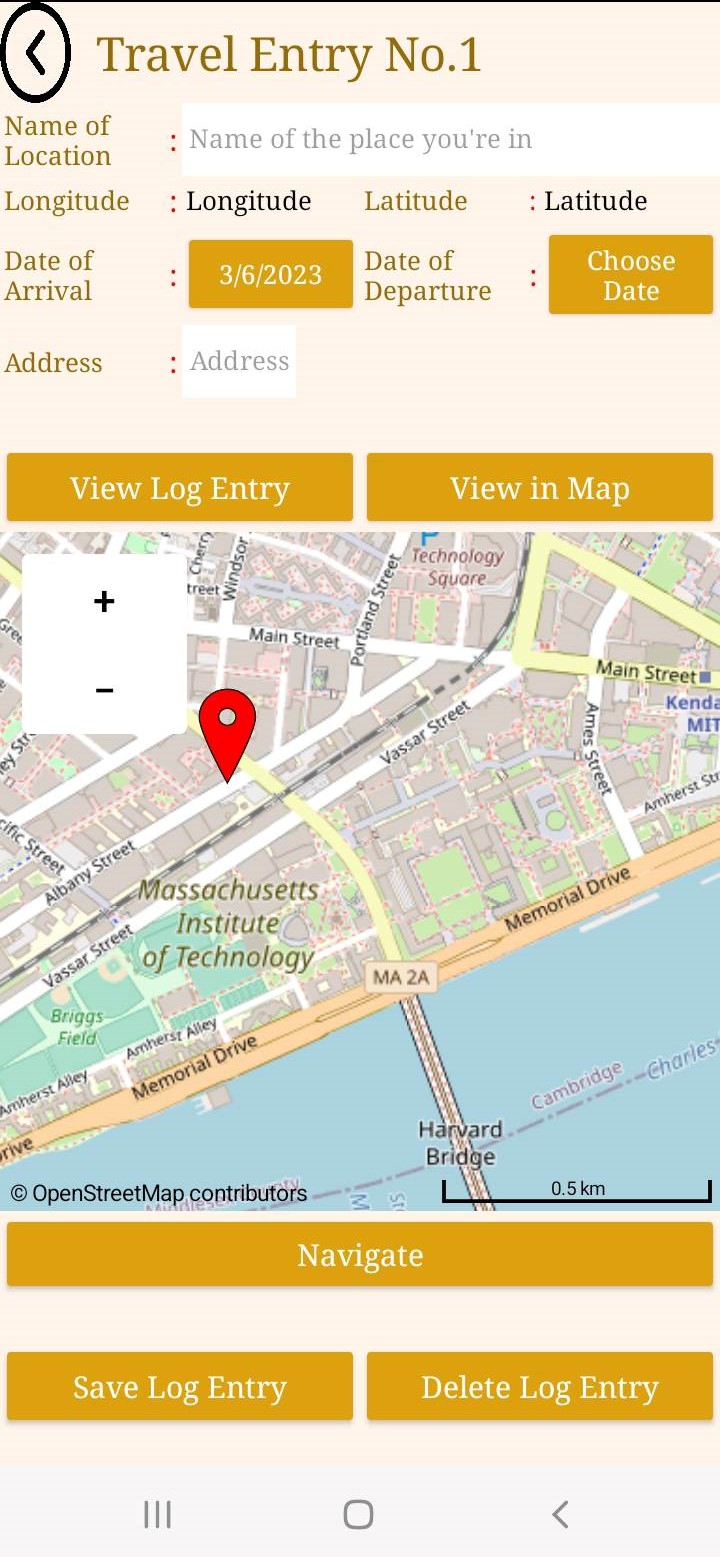 Travel Entry No.1
Name of
Location
:
Name of the place you're in
Longitude : Longitude
Latitude : Latitude
Date of
Arrival
:
3/6/2023
Date of
Departure
:
Choose
Date
Address : Address
View Log Entry
View in Map
+
−
Cherry
Windsor
treet
P
Technology
Square
Portland Street
Main Street
Main Street
Kenda
MIT
Ames Street
Vassar Street
Amherst St
Albany Street
cific Street
Massachusetts
Institute
of Technology
Memorial Drive
MA 2A
Vassar Street
Briggs
Field
Amherst Alley
Amherst Alley
Memorial Drive
rive
Cambridge
Charles
Harvard
Bridge
Middlesex County
© OpenStreetMap contributors
0.5 km
Navigate
Save Log Entry
Delete Log Entry